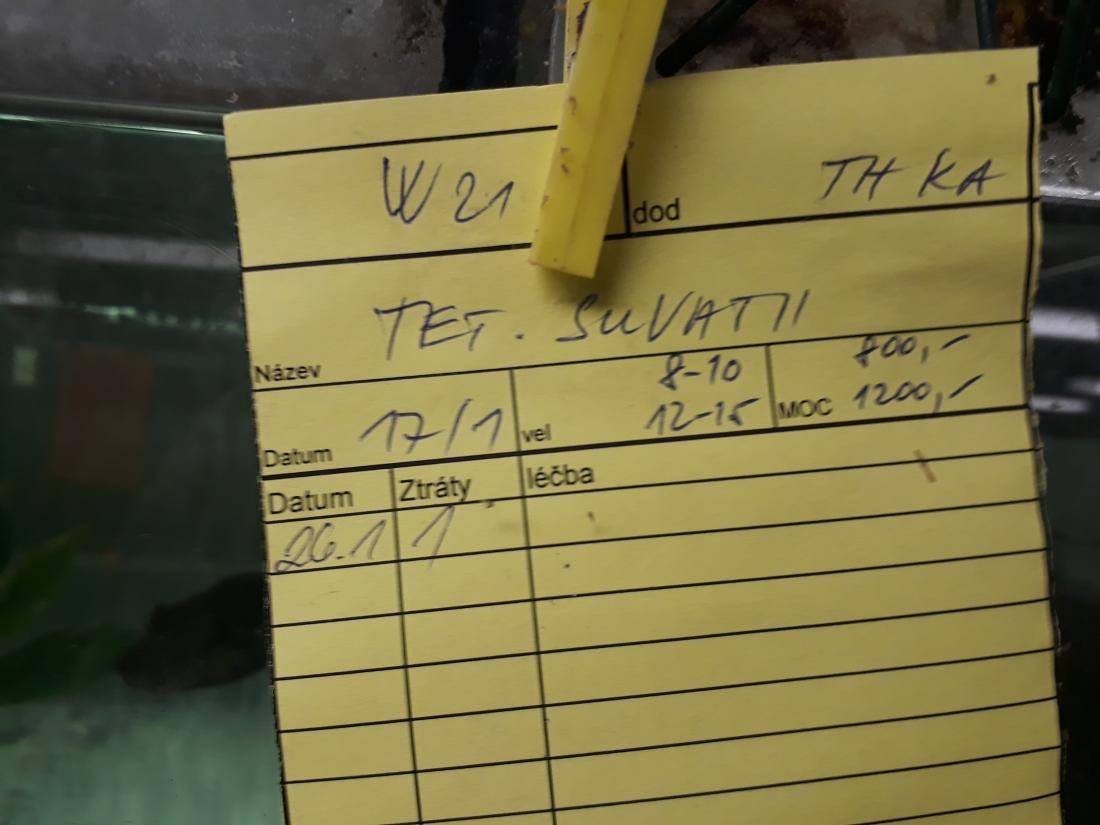 W 21
dod TH KA
Název TET. SUVATII
8-10 800,-
Datum 17/1 vel 12-15 MOC 1200,-
Datum Ztráty léčba
26.1 1